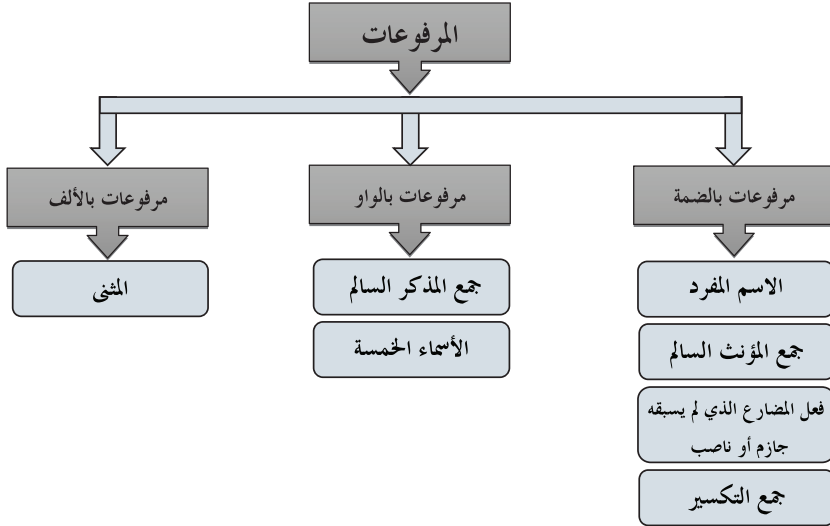 المرفوعات
مرفوعات بالضمة
الاسم المفرد
جمع المؤنث السالم
فعل المضارع الذي لم يسبقه
جازم أو ناصب
جمع التكسير
مرفوعات بالواو
جمع المذكر السالم
الأسماء الخمسة
مرفوعات بالألف
المثنى